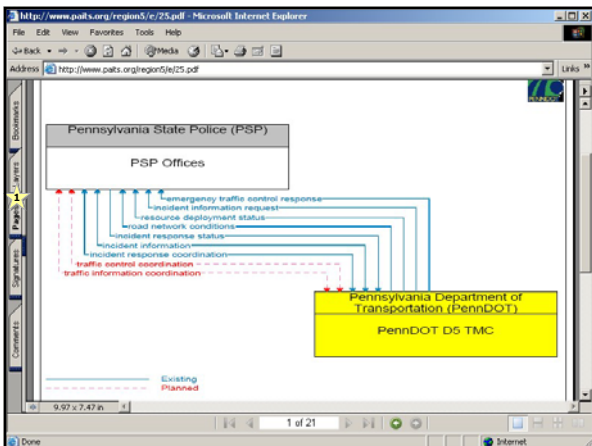 http://www.paits.org/region5/e/25.pdf - Microsoft Internet Explorer
File Edit View Favorites Tools Help
Back Media
Address http://www.paits.org/region5/e/25.pdf Links »
PENNDOT
Bookmarks
Layers
1
Pages
Signatures
Comments
Pennsylvania State Police (PSP)
PSP Offices
emergency traffic control response
incident information request
resource deployment status
road network conditions
incident response status
incident information
incident response coordination
traffic control coordination
traffic information coordination
Pennsylvania Department of
Transportation (PennDOT)
PennDOT D5 TMC
Existing
Planned
9.97 x 7.47 in
1 of 21
Done Internet